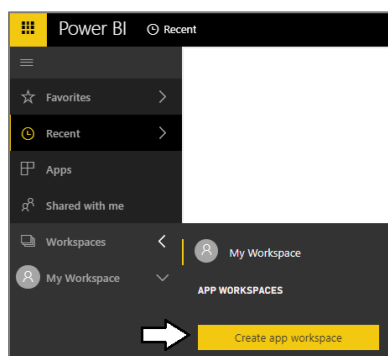 Power BI Recent
Favorites
Recent
Apps
Shared with me
Workspaces
My Workspace
My Workspace
APP WORKSPACES
Create app workspace